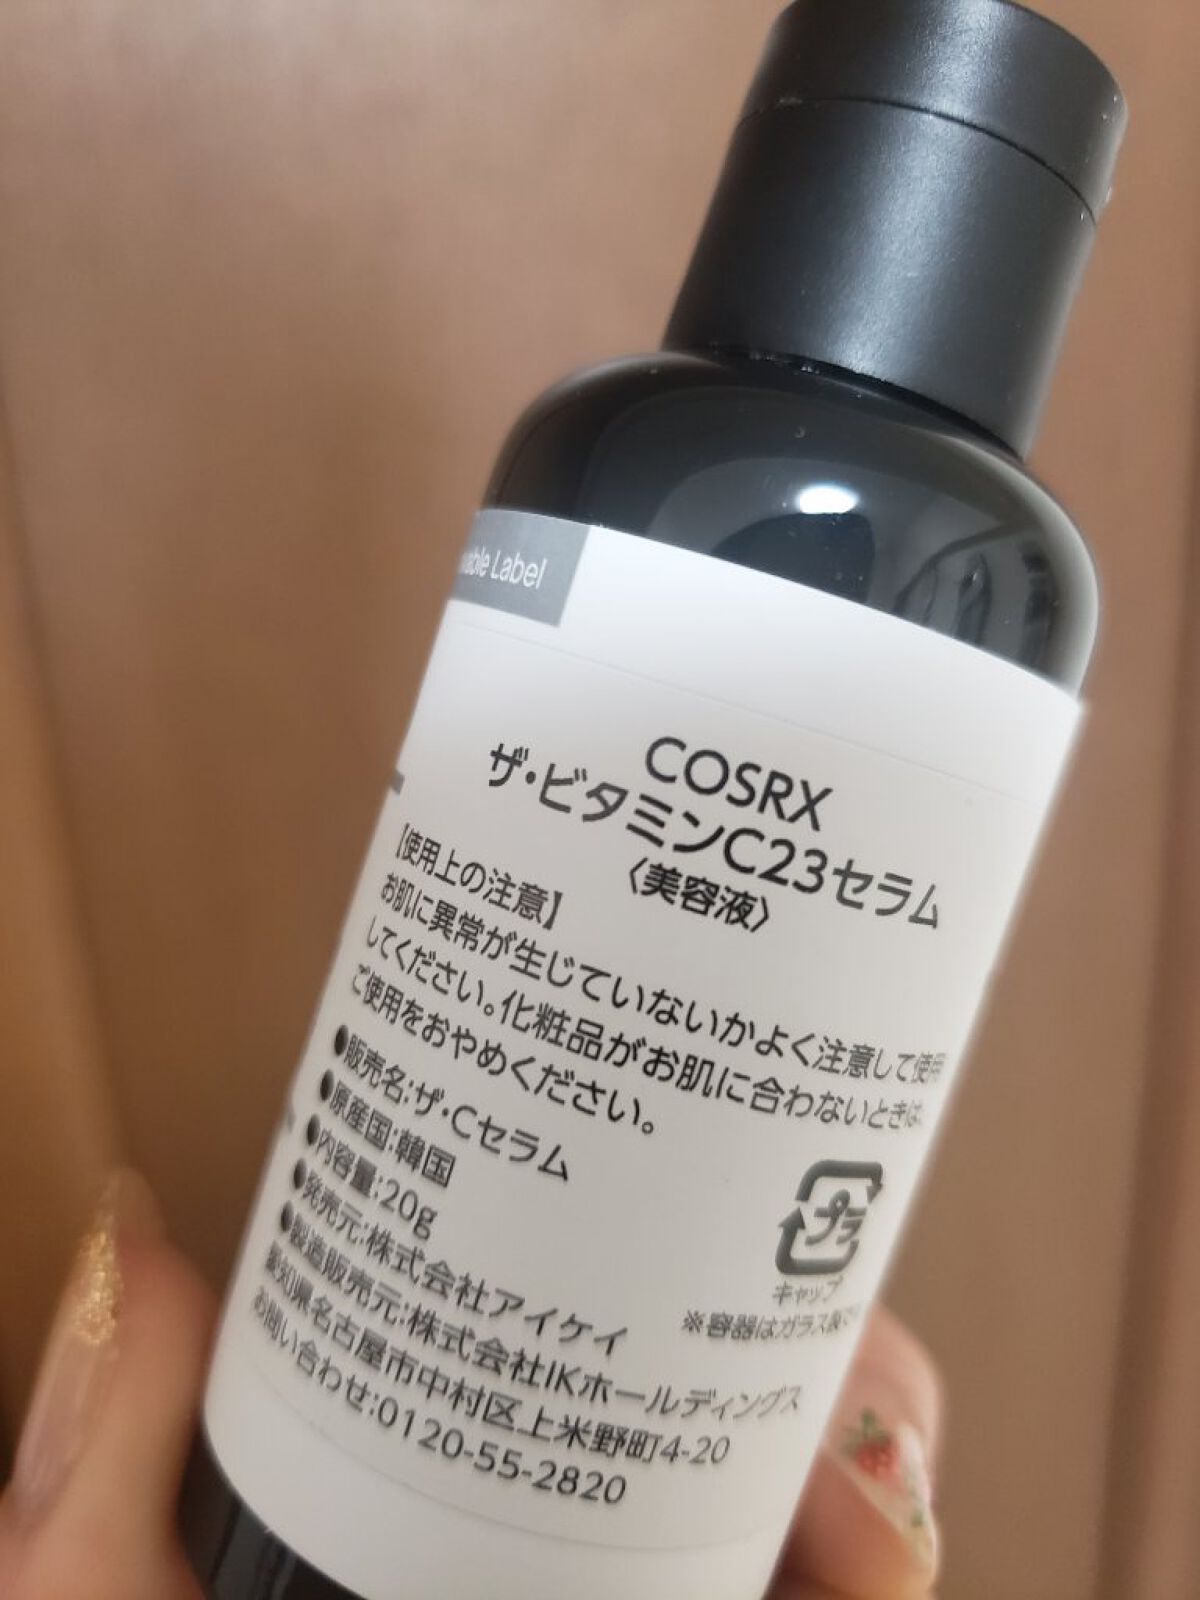 Label
COSRX
ザ・ビタミンC23セラム
〈美容液〉
【使用上の注意】
お肌に異常が生じていないかよく注意して使用
してください。化粧品がお肌に合わないときは、
ご使用をおやめください。
●販売名:ザ・Cセラム
●原産国:韓国
●内容量:20g
●発売元:株式会社アイケイ
●製造販売元:株式会社IKホールディングス
愛知県名古屋市中村区上米野町4-20
お問い合わせ:0120-55-2820
プラ
キャップ
※容器はガラス製で